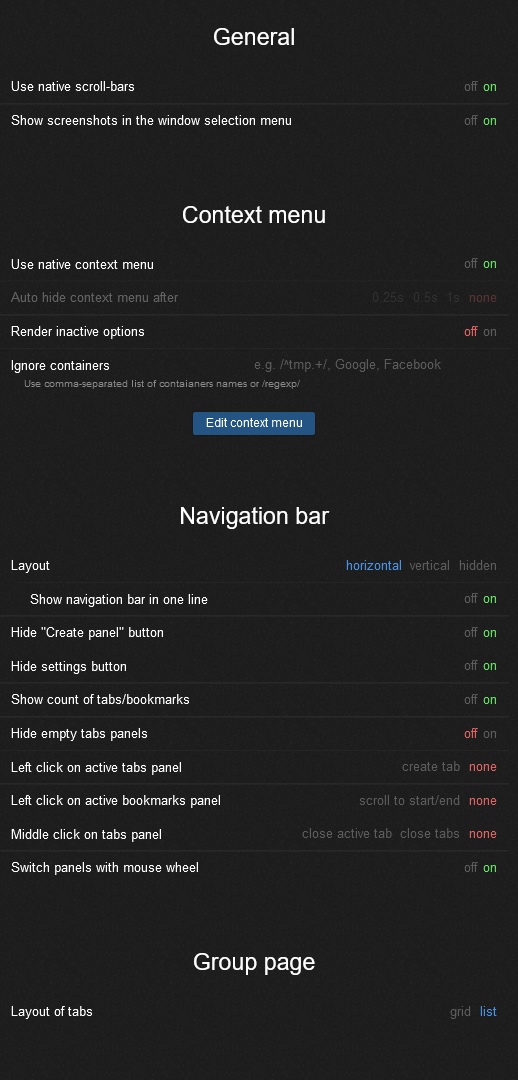 General
Use native scroll-bars off on
Show screenshots in the window selection menu off on
Context menu
Use native context menu off on
Auto hide context menu after 0.25s 0.5s 1s none
Render inactive options off on
Ignore containers e.g. /^tmp.+/, Google, Facebook
Use comma-separated list of contaianers names or /regexp/
Edit context menu
Navigation bar
Layout horizontal vertical hidden
Show navigation bar in one line off on
Hide "Create panel" button off on
Hide settings button off on
Show count of tabs/bookmarks off on
Hide empty tabs panels off on
Left click on active tabs panel create tab none
Left click on active bookmarks panel scroll to start/end none
Middle click on tabs panel close active tab close tabs none
Switch panels with mouse wheel off on
Group page
Layout of tabs grid list